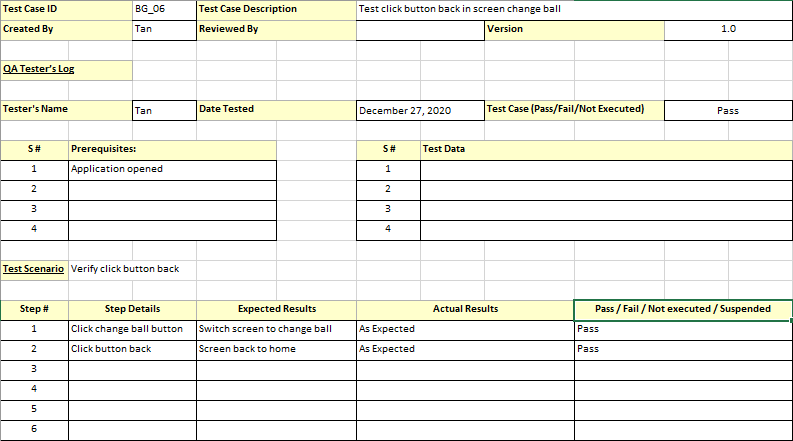 Test Case ID BG_06 Test Case Description Test click button back in screen change ball
Created By Tan Reviewed By Version 1.0
QA Tester's Log
Tester's Name Tan Date Tested December 27, 2020 Test Case (Pass/Fail/Not Executed) Pass
S # Prerequisites: S # Test Data
1 Application opened 1
2 2
3 3
4 4
Test Scenario Verify click button back
Step # Step Details Expected Results Actual Results Pass / Fail / Not executed / Suspended
1 Click change ball button Switch screen to change ball As Expected Pass
2 Click button back Screen back to home As Expected Pass
3
4
5
6